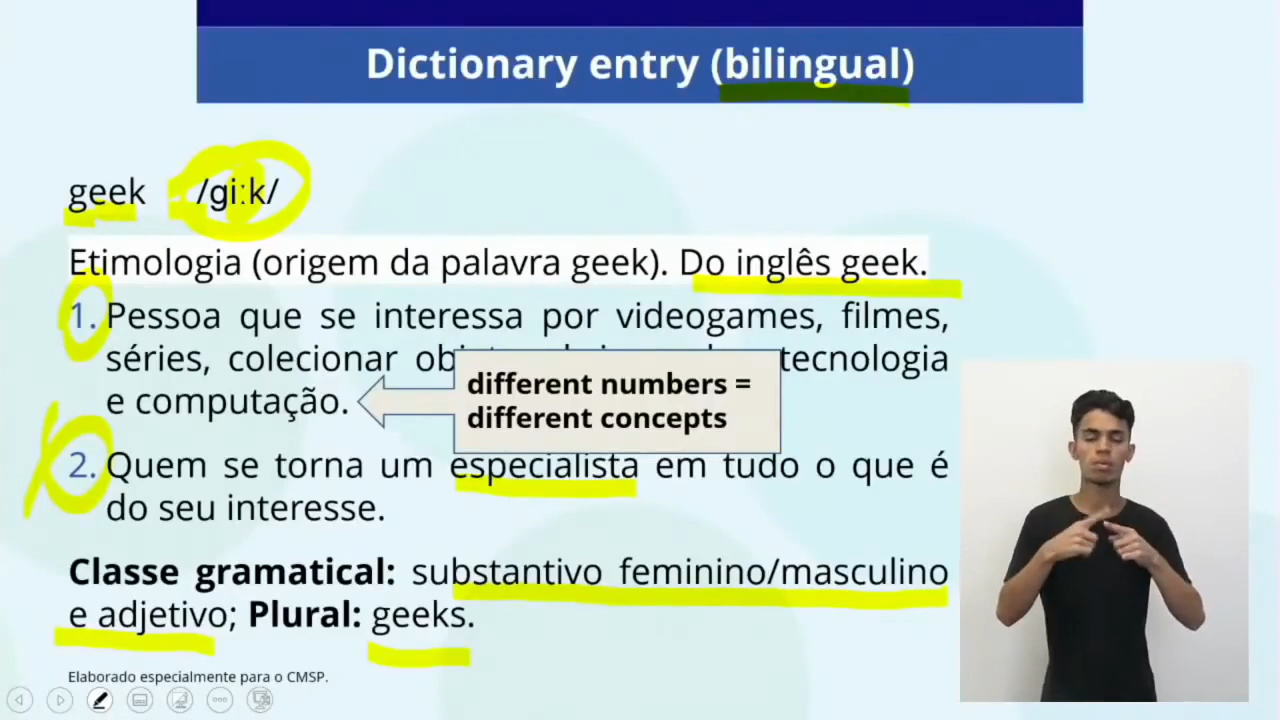 Dictionary entry (bilingual)
geek /giːk/
Etimologia (origem da palavra geek). Do inglês geek.
1. Pessoa que se interessa por videogames, filmes,
séries, colecionar tecnologia
e computação.
different numbers =
different concepts
2. Quem se torna um especialista em tudo o que é
do seu interesse.
Classe gramatical: substantivo feminino/masculino
e adjetivo; Plural: geeks.
Elaborado especialmente para o CMSP.